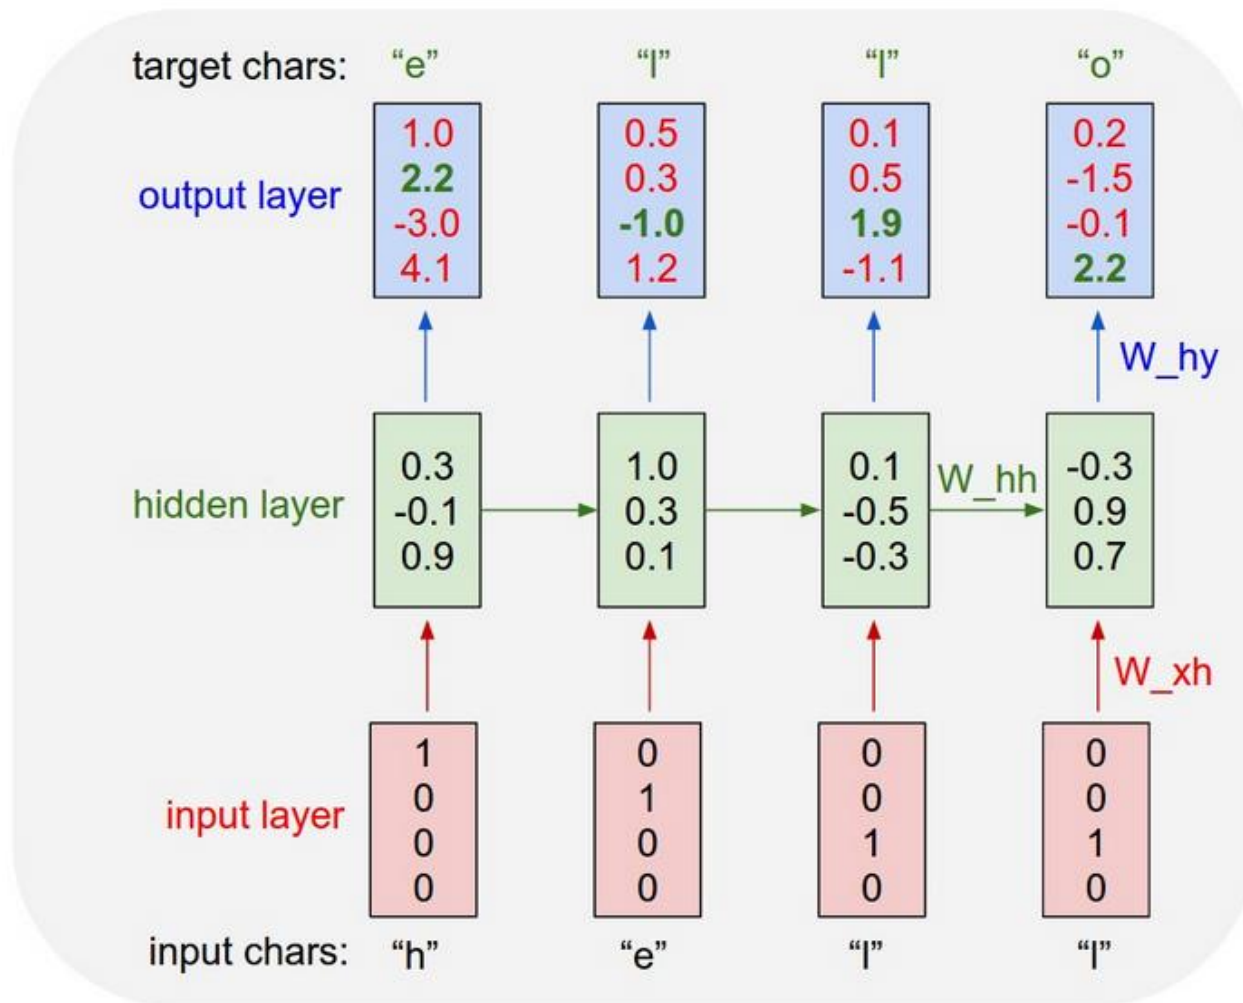 target chars: “e” “l” “l” “o”
output layer
1.0 0.5 0.1 0.2
2.2 0.3 0.5 -1.5
-3.0 -1.0 1.9 -0.1
4.1 1.2 -1.1 2.2
W_hy
hidden layer
0.3 1.0 0.1 W_hh -0.3
-0.1 0.3 -0.5 0.9
0.9 0.1 -0.3 0.7
W_xh
input layer
1 0 0 0
0 1 0 0
0 0 1 1
0 0 0 0
input chars: “h” “e” “l” “l”